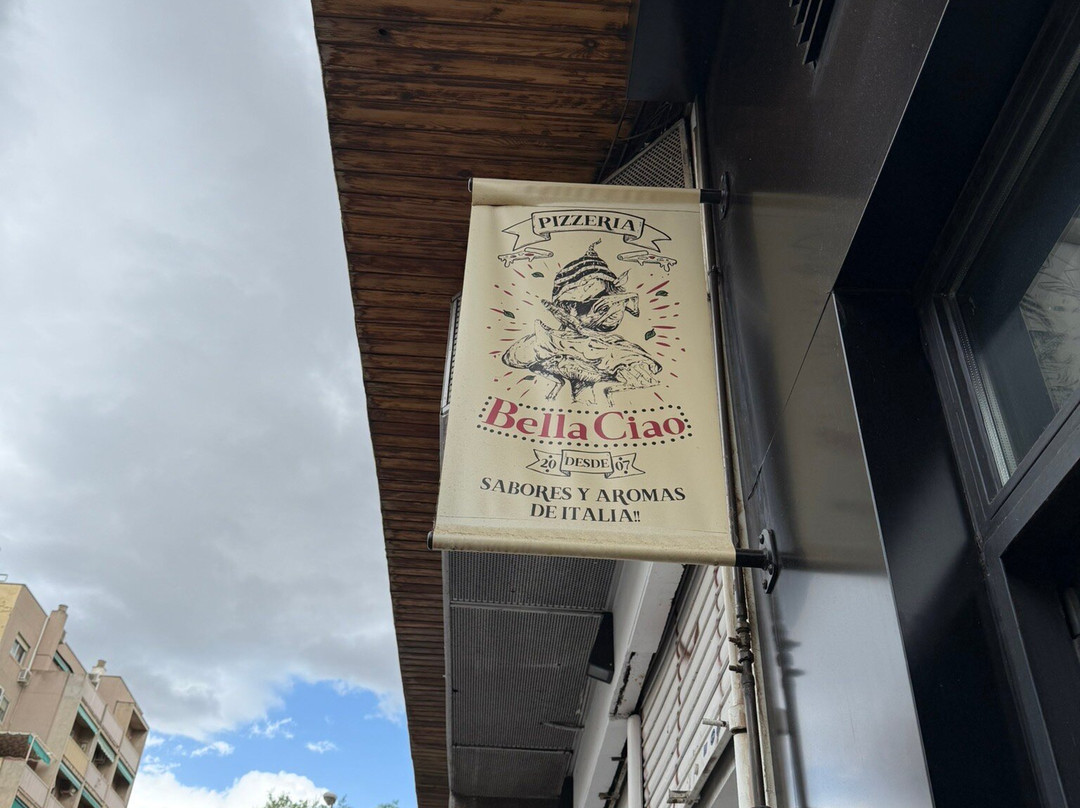 PIZZERIA
Bella Ciao
20 DESDE 07
SABORES Y AROMAS
DE ITALIA!!